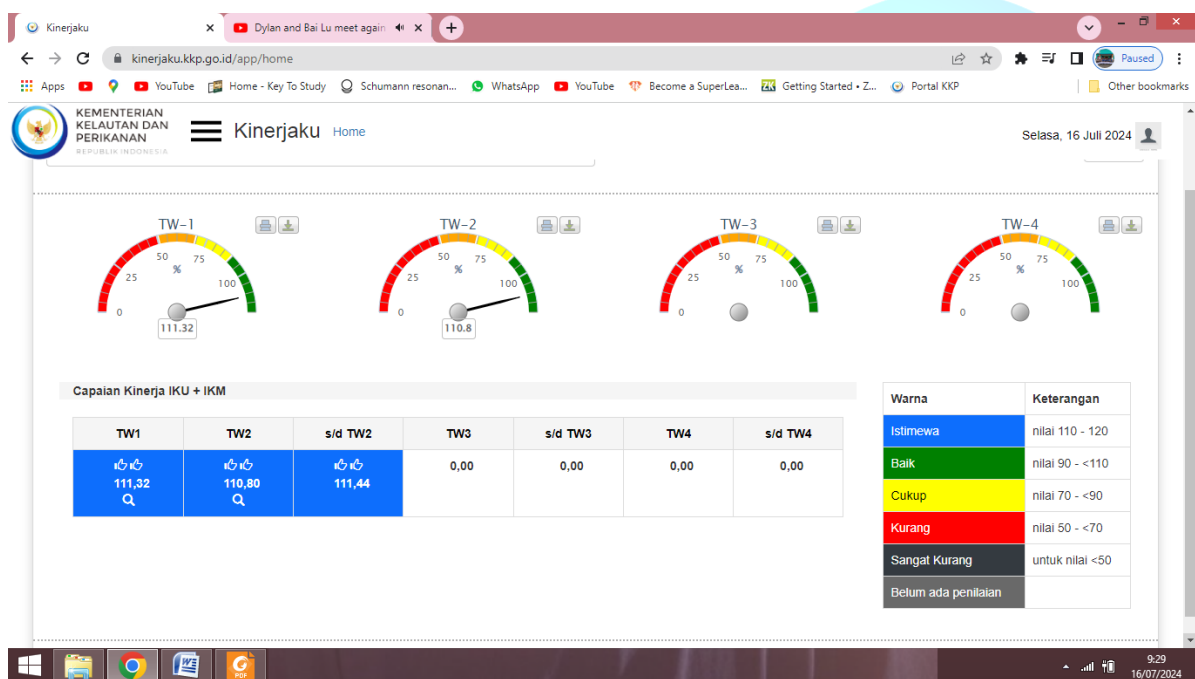 Kinerjaku
Dylan and Bai Lu meet again
kinerjaku.kkp.go.id/app/home
Paused
Apps
YouTube
Home - Key To Study
Schumann resonan...
WhatsApp
YouTube
Become a SuperLea...
ZK
Getting Started • Z...
Portal KKP
Other bookmarks
KEMENTERIAN
KELAUTAN DAN
PERIKANAN
REPUBLIK INDONESIA
Kinerjaku Home
Selasa, 16 Juli 2024
TW-1
0 25 50 75 100
%
111.32
TW-2
0 25 50 75 100
%
110.8
TW-3
0 25 50 75 100
%
TW-4
0 25 50 75 100
%
Capaian Kinerja IKU + IKM
TW1 TW2 s/d TW2 TW3 s/d TW3 TW4 s/d TW4
111,32 110,80 111,44 0,00 0,00 0,00 0,00
Warna Keterangan
Istimewa nilai 110 - 120
Baik nilai 90 - <110
Cukup nilai 70 - <90
Kurang nilai 50 - <70
Sangat Kurang untuk nilai <50
Belum ada penilaian
W
G
PDF
9:29
16/07/2024